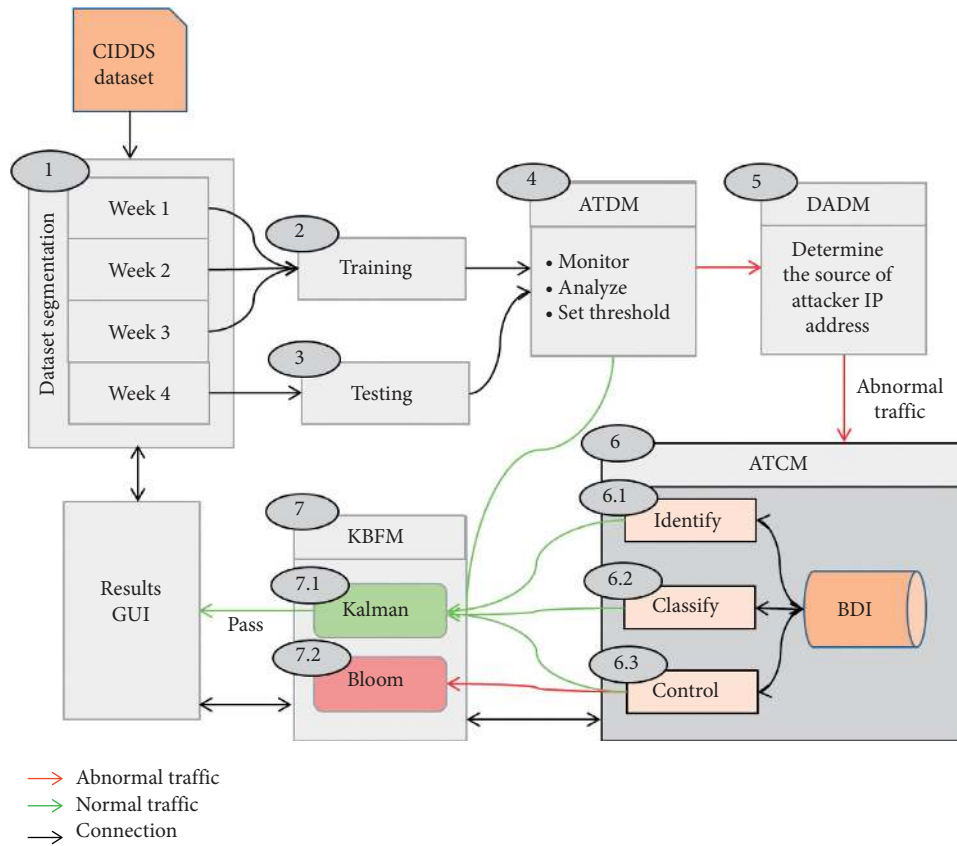 CIDDS
dataset
1
Dataset segmentation
Week 1
Week 2
Week 3
Week 4
2
Training
3
Testing
4
ATDM
• Monitor
• Analyze
• Set threshold
5
DADM
Determine
the source of
attacker IP
address
Abnormal
traffic
6
ATCM
6.1
Identify
6.2
Classify
6.3
Control
BDI
7
KBFM
7.1
Kalman
7.2
Bloom
Pass
Results
GUI
Abnormal traffic
Normal traffic
Connection